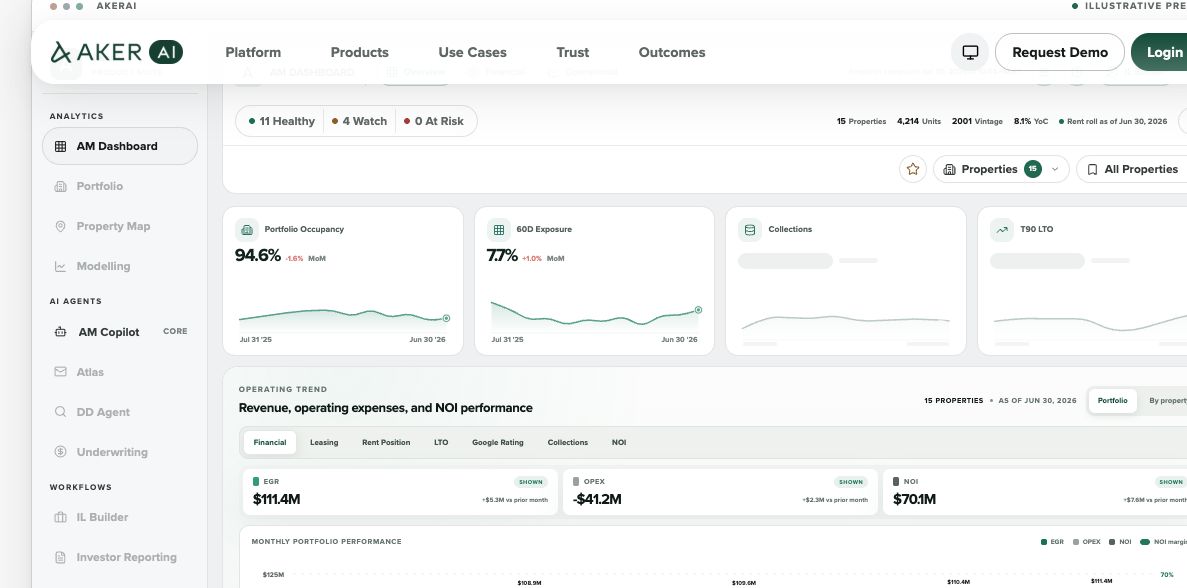 AKERAI
ILLUSTRATIVE PRE
AKER AI
Platform
Products
Use Cases
Trust
Outcomes
Request Demo
Login
ANALYTICS
AM Dashboard
Portfolio
Property Map
Modelling
AI AGENTS
AM Copilot CORE
Atlas
DD Agent
Underwriting
WORKFLOWS
IL Builder
Investor Reporting
11 Healthy
4 Watch
0 At Risk
15 Properties 4,214 Units 2001 Vintage 8.1% YoC Rent roll as of Jun 30, 2026
Properties 15
All Properties
Portfolio Occupancy
94.6% -1.6% MoM
Jul 31 '25 Jun 30 '26
60D Exposure
7.7% +1.0% MoM
Jul 31 '25 Jun 30 '26
Collections
T90 LTO
OPERATING TREND
Revenue, operating expenses, and NOI performance
15 PROPERTIES • AS OF JUN 30, 2026
Portfolio
By property
Financial
Leasing
Rent Position
LTO
Google Rating
Collections
NOI
EGR SHOWN
$111.4M +$5.3M vs prior month
OPEX SHOWN
-$41.2M +$2.3M vs prior month
NOI SHOWN
$70.1M +$7.6M vs prior month
MONTHLY PORTFOLIO PERFORMANCE
EGR OPEX NOI NOI margin
$125M
70%
$108.9M
$109.6M
$110.4M
$111.4M